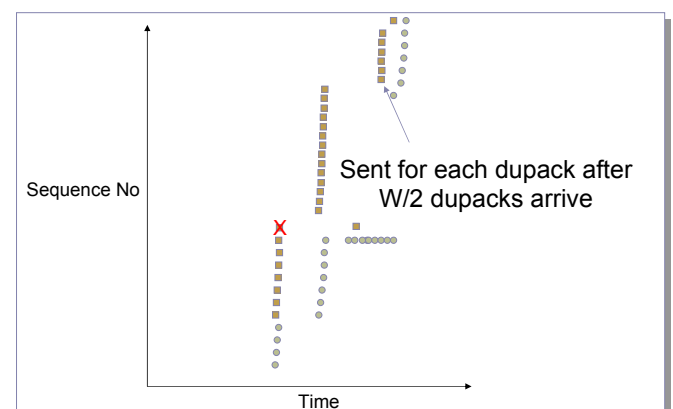 Sent for each dupack after
W/2 dupacks arrive
Sequence No
X
Time